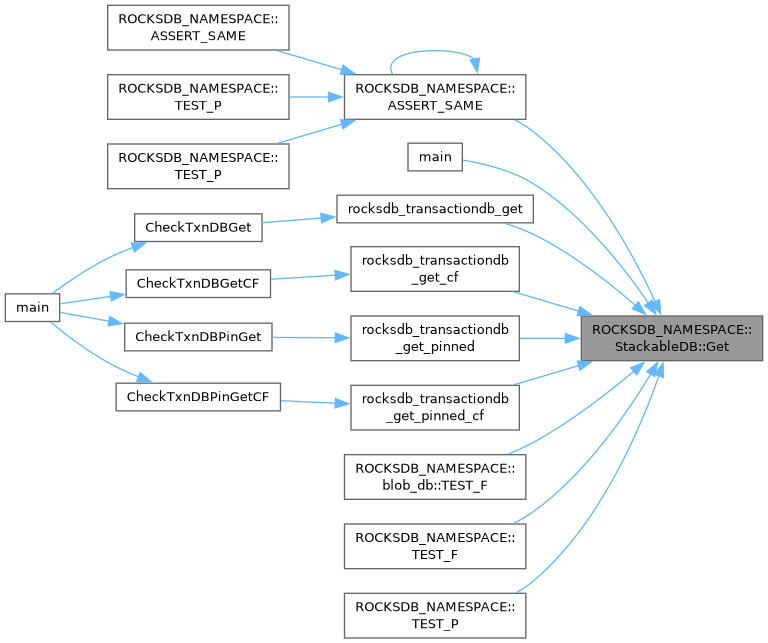 ROCKSDB_NAMESPACE::
ASSERT_SAME
ROCKSDB_NAMESPACE::
TEST_P
ROCKSDB_NAMESPACE::
TEST_P
ROCKSDB_NAMESPACE::
ASSERT_SAME
main
rocksdb_transactiondb_get
CheckTxnDBGet
rocksdb_transactiondb
_get_cf
CheckTxnDBGetCF
main
rocksdb_transactiondb
_get_pinned
CheckTxnDBPinGet
ROCKSDB_NAMESPACE::
StackableDB::Get
rocksdb_transactiondb
_get_pinned_cf
CheckTxnDBPinGetCF
ROCKSDB_NAMESPACE::
blob_db::TEST_F
ROCKSDB_NAMESPACE::
TEST_F
ROCKSDB_NAMESPACE::
TEST_P